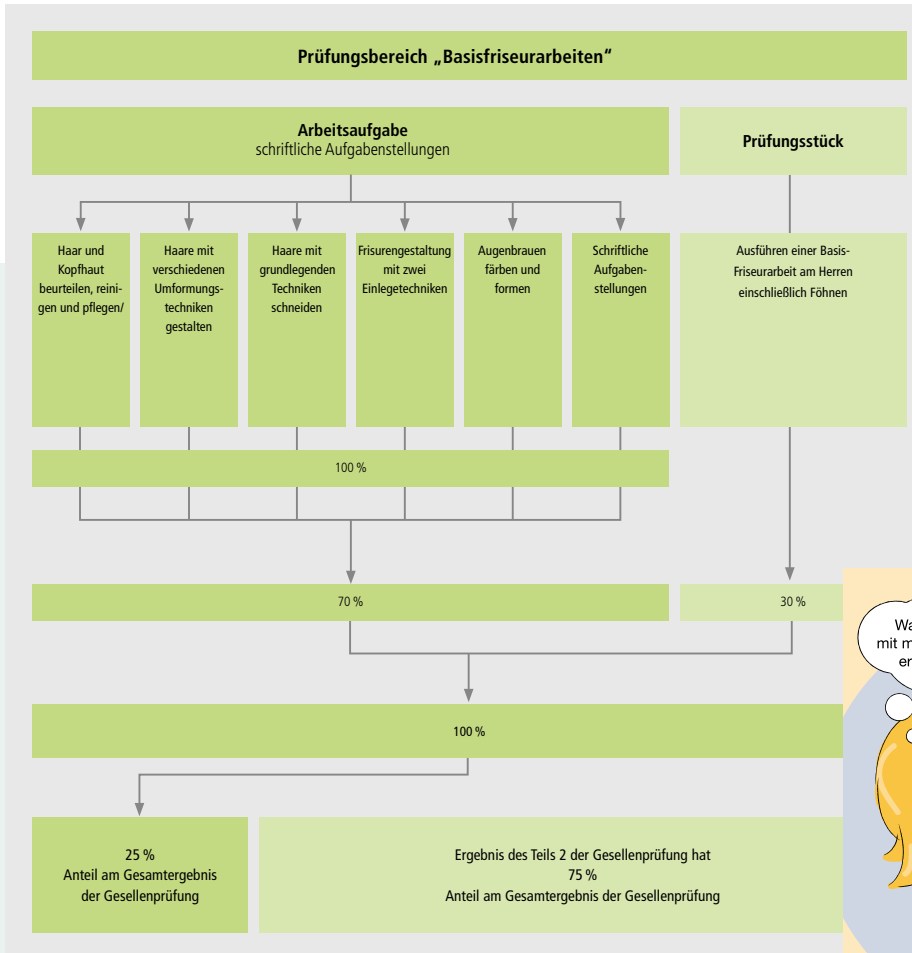 Prüfungsbereich „Basisfriseurarbeiten“
Arbeitsaufgabe
schriftliche Aufgabenstellungen
Prüfungsstück
Haar und
Kopfhaut
beurteilen, reini-
gen und pflegen/
Haare mit
verschiedenen
Umformungs-
techniken
gestalten
Haare mit
grundlegenden
Techniken
schneiden
Frisurengestaltung
mit zwei
Einlegetechniken
Augenbrauen
färben und
formen
Schriftliche
Aufgaben-
stellungen
Ausführen einer Basis-
Friseurarbeit am Herren
einschließlich Föhnen
100 %
70 %
30 %
100 %
25 %
Anteil am Gesamtergebnis
der Gesellenprüfung
Ergebnis des Teils 2 der Gesellenprüfung hat
75 %
Anteil am Gesamtergebnis der Gesellenprüfung
mit